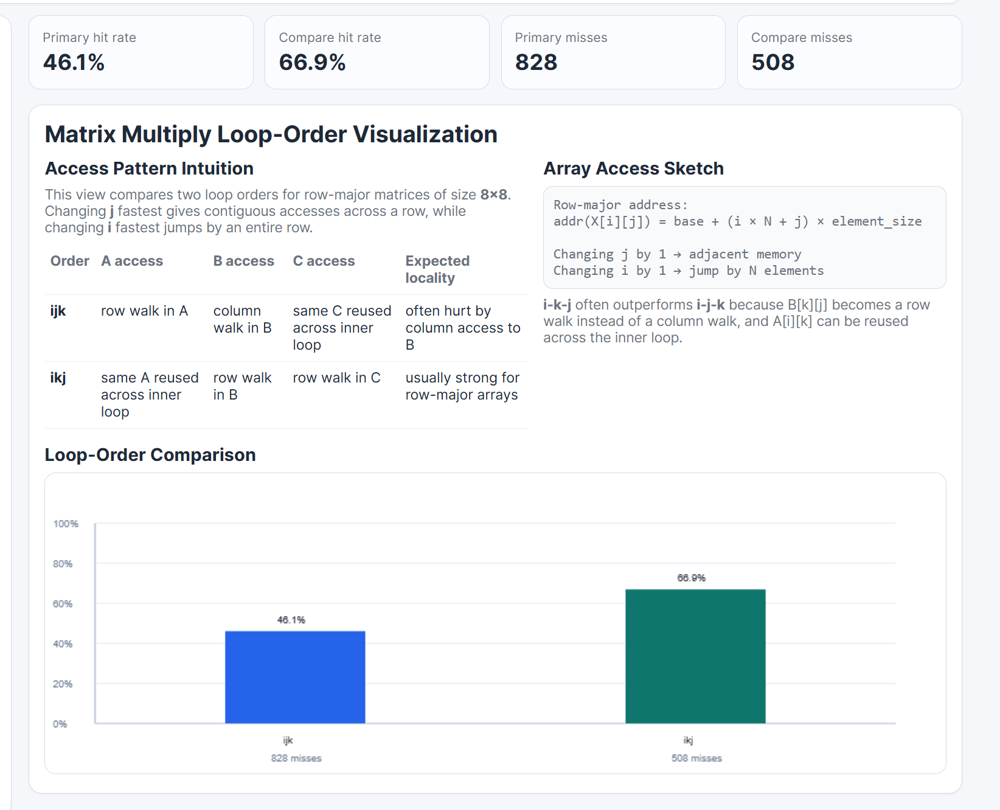 Primary hit rate
46.1%
Compare hit rate
66.9%
Primary misses
828
Compare misses
508
Matrix Multiply Loop-Order Visualization
Access Pattern Intuition
This view compares two loop orders for row-major matrices of size 8×8.
Changing j fastest gives contiguous accesses across a row, while
changing i fastest jumps by an entire row.
Order A access B access C access Expected
locality
ijk row walk in A column same C reused often hurt by
walk in B across inner column access to
loop B
ikj same A reused row walk row walk in C usually strong for
across inner in B row-major arrays
loop
Array Access Sketch
Row-major address:
addr(X[i][j]) = base + (i × N + j) × element_size
Changing j by 1 → adjacent memory
Changing i by 1 → jump by N elements
i-k-j often outperforms i-j-k because B[k][j] becomes a row
walk instead of a column walk, and A[i][k] can be reused
across the inner loop.
Loop-Order Comparison
100%
80%
60%
40%
20%
0%
46.1%
66.9%
ijk
828 misses
ikj
508 misses